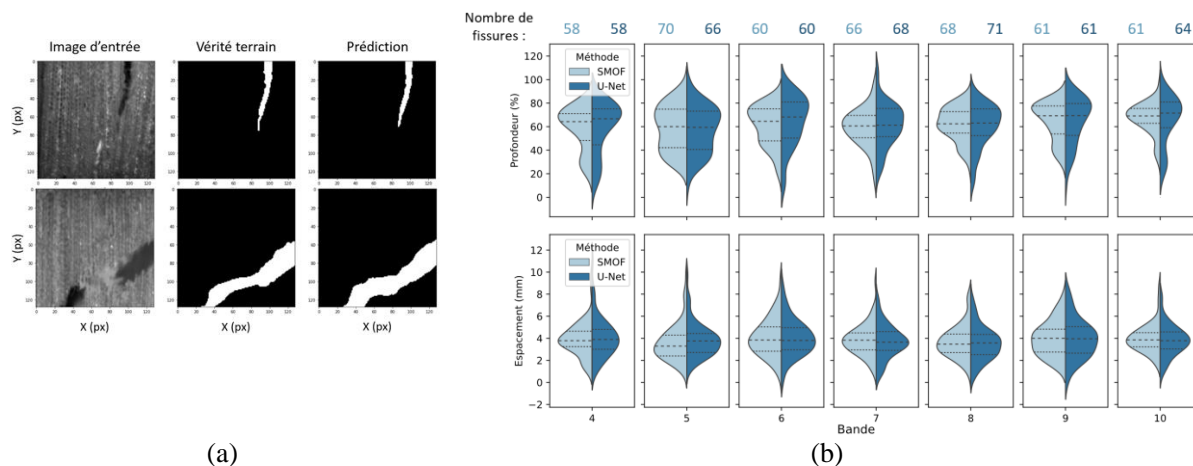 Image d'entrée Vérité terrain Prédiction
Y (px)
Y (px)
X (px) X (px) X (px)
(a)
Nombre de fissures :
58 58 70 66 60 60 66 68 68 71 61 61 61 64
Méthode
SMOF
U-Net
Profondeur (%)
120
100
80
60
40
20
0
Méthode
SMOF
U-Net
Espacement (mm)
12
10
8
6
4
2
0
−2
4 5 6 7 8 9 10
Bande
(b)